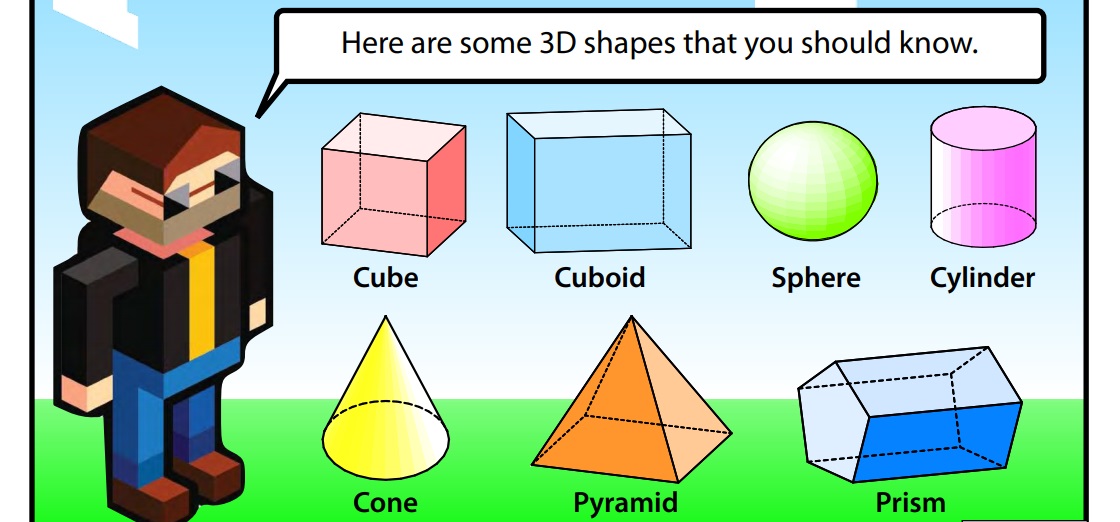 Here are some 3D shapes that you should know.
Cube Cuboid Sphere Cylinder
Cone Pyramid Prism